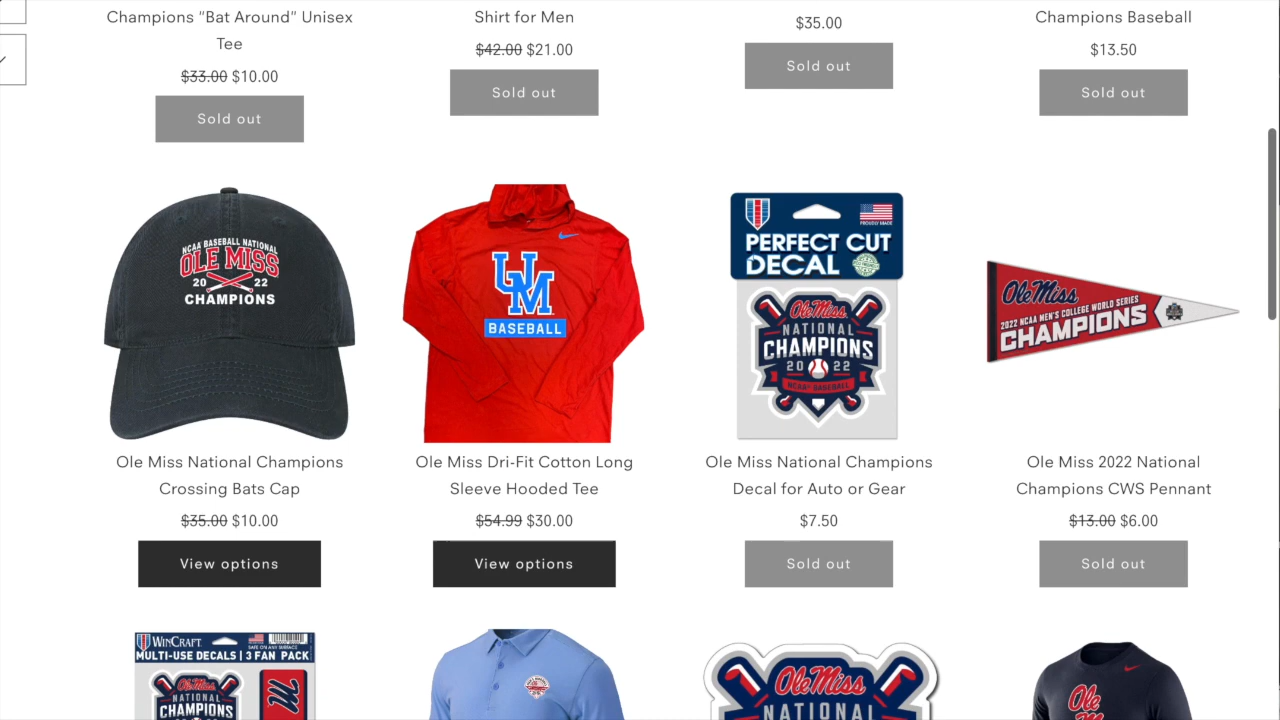 Champions “Bat Around” Unisex
Tee
$33.00 $10.00
Sold out
Shirt for Men
$42.00 $21.00
Sold out
$35.00
Sold out
Champions Baseball
$13.50
Sold out
NCAA BASEBALL NATIONAL
OLE MISS
20 22
CHAMPIONS
Ole Miss National Champions
Crossing Bats Cap
$35.00 $10.00
View options
UM
BASEBALL
Ole Miss Dri-Fit Cotton Long
Sleeve Hooded Tee
$54.99 $30.00
View options
PROUDLY MADE
PERFECT CUT
DECAL
Ole Miss
NATIONAL
CHAMPIONS
20 22
NCAA BASEBALL
Ole Miss National Champions
Decal for Auto or Gear
$7.50
Sold out
Ole Miss
2022 NCAA MEN'S COLLEGE WORLD SERIES
CHAMPIONS
Ole Miss 2022 National
Champions CWS Pennant
$13.00 $6.00
Sold out
WINCRAFT
SAFE ON ANY SURFACE
MULTI-USE DECALS | 3 FAN PACK
Ole Miss
NATIONAL
CHAMPIONS
M
Ole Miss
NATIONAL
Ole